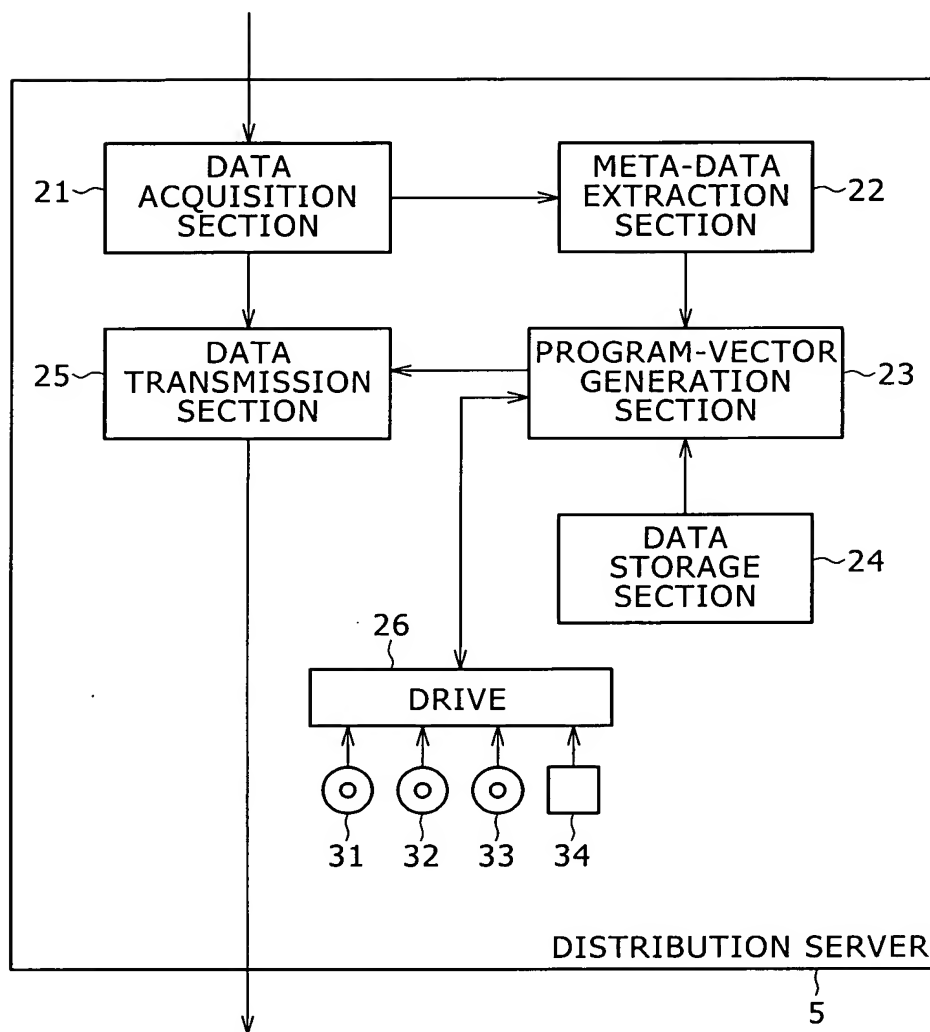 21
DATA
ACQUISITION
SECTION
META-DATA
EXTRACTION
SECTION
22
25
DATA
TRANSMISSION
SECTION
PROGRAM-VECTOR
GENERATION
SECTION
23
DATA
STORAGE
SECTION
24
26
DRIVE
31
32
33
34
DISTRIBUTION SERVER
5